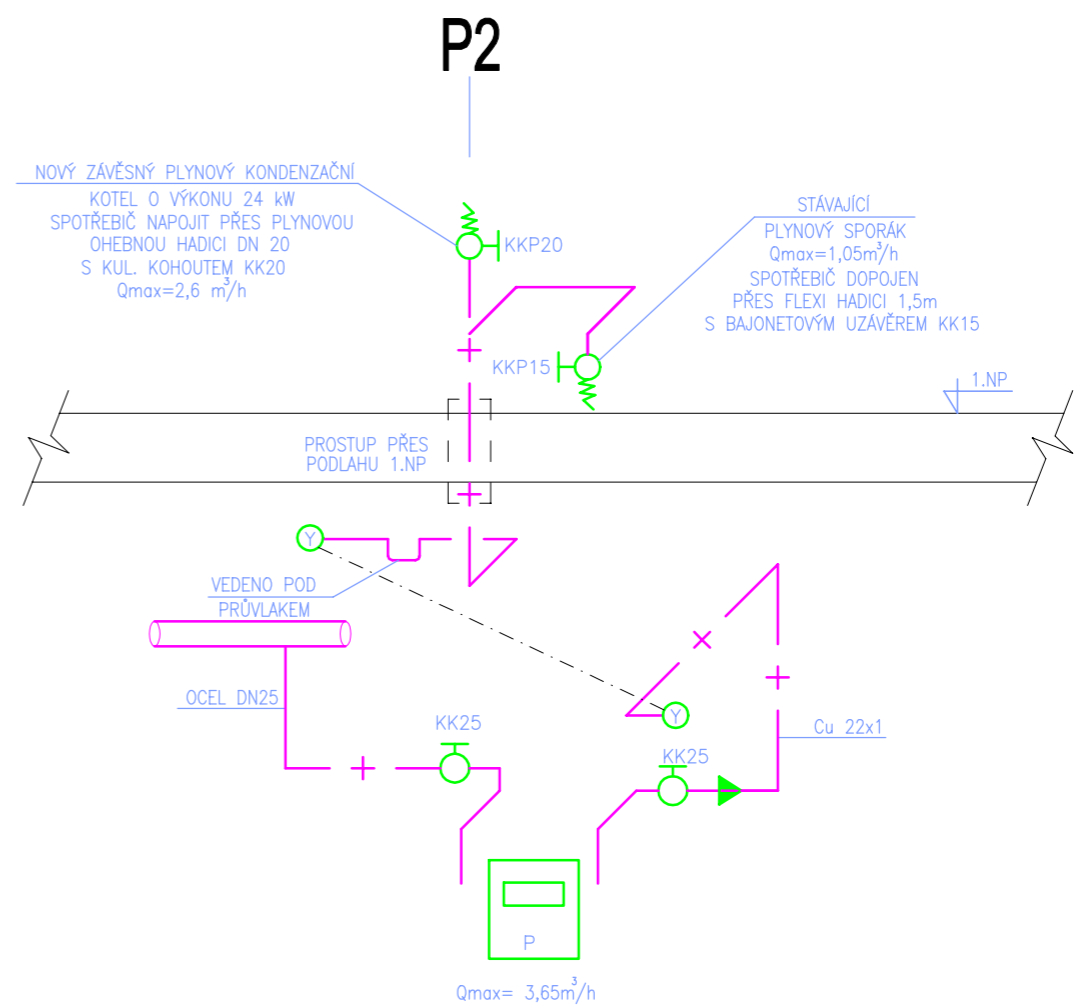 P2
NOVÝ ZÁVĚSNÝ PLYNOVÝ KONDENZAČNÍ
KOTEL O VÝKONU 24 kW
SPOTŘEBIČ NAPOJIT PŘES PLYNOVOU
OHEBNOU HADICI DN 20
S KUL. KOHOUTEM KK20
Qmax=2,6 m³/h
KKP20
STÁVAJÍCÍ
PLYNOVÝ SPORÁK
Qmax=1,05m³/h
SPOTŘEBIČ DOPOJEN
PŘES FLEXI HADICI 1,5m
S BAJONETOVÝM UZÁVĚREM KK15
KKP15
1.NP
PROSTUP PŘES
PODLAHU 1.NP
Y
VEDENO POD
PRŮVLAKEM
OCEL DN25
KK25
Y
KK25
Cu 22x1
P
Qmax= 3,65m³/h